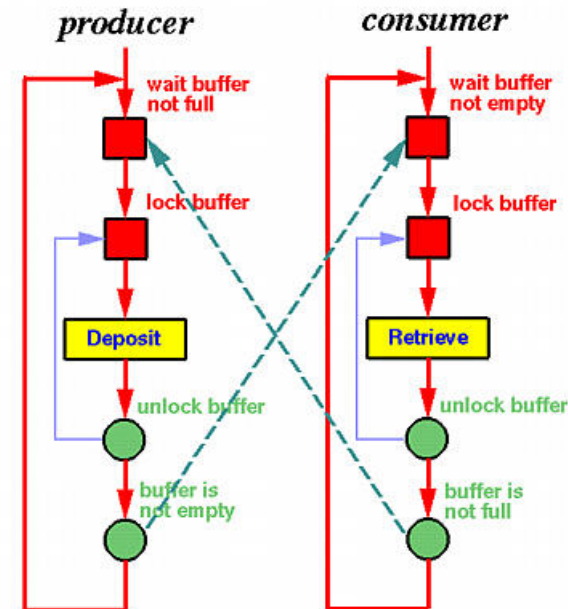 producer
wait buffer
not full
lock buffer
Deposit
unlock buffer
buffer is
not empty
consumer
wait buffer
not empty
lock buffer
Retrieve
unlock buffer
buffer is
not full